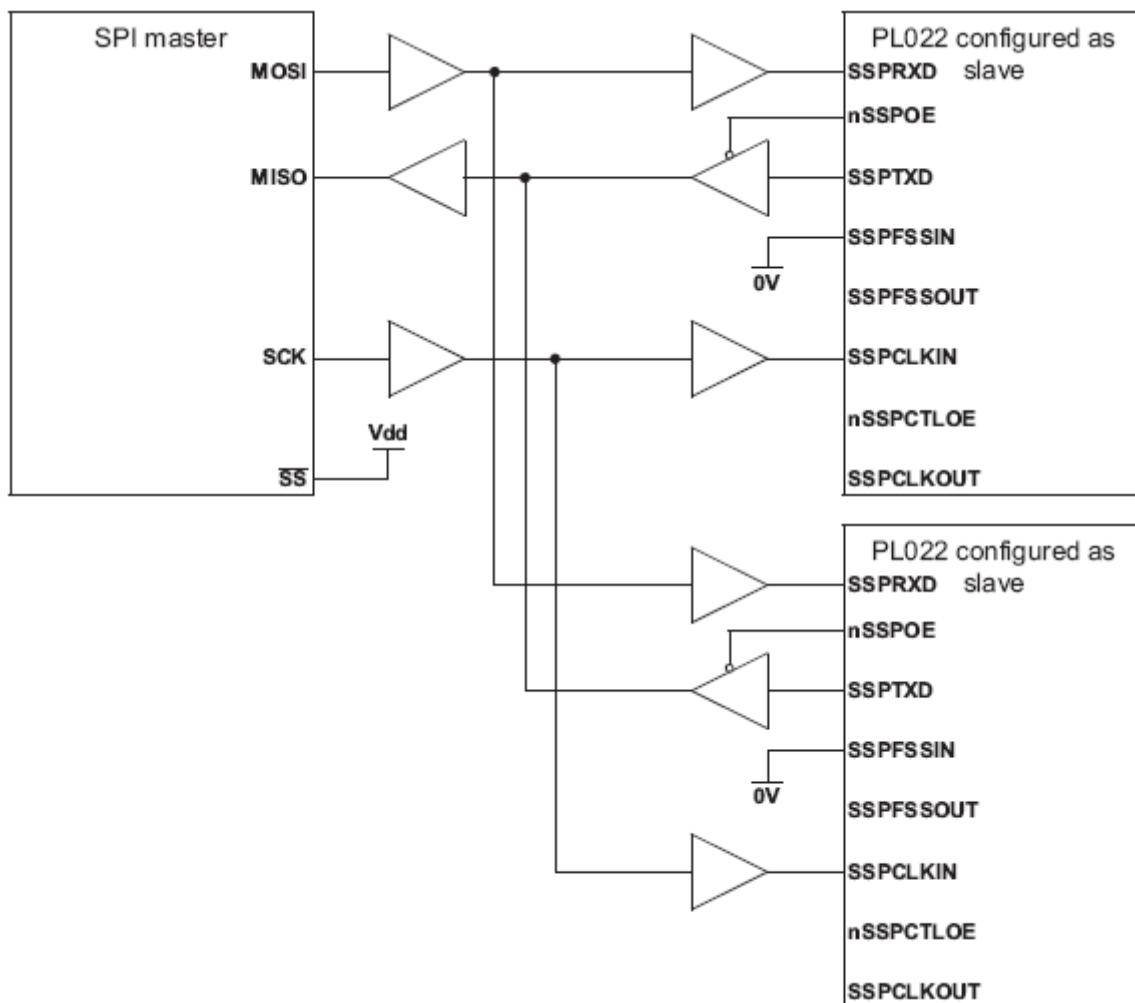 SPI master
MOSI
MISO
SCK
Vdd
SS
PL022 configured as
slave
SSPRXD
nSSPOE
SSPTXD
SSPFSSIN
0V
SSPFSSOUT
SSPCLKIN
nSSPCTLOE
SSPCLKOUT
PL022 configured as
slave
SSPRXD
nSSPOE
SSPTXD
SSPFSSIN
0V
SSPFSSOUT
SSPCLKIN
nSSPCTLOE
SSPCLKOUT